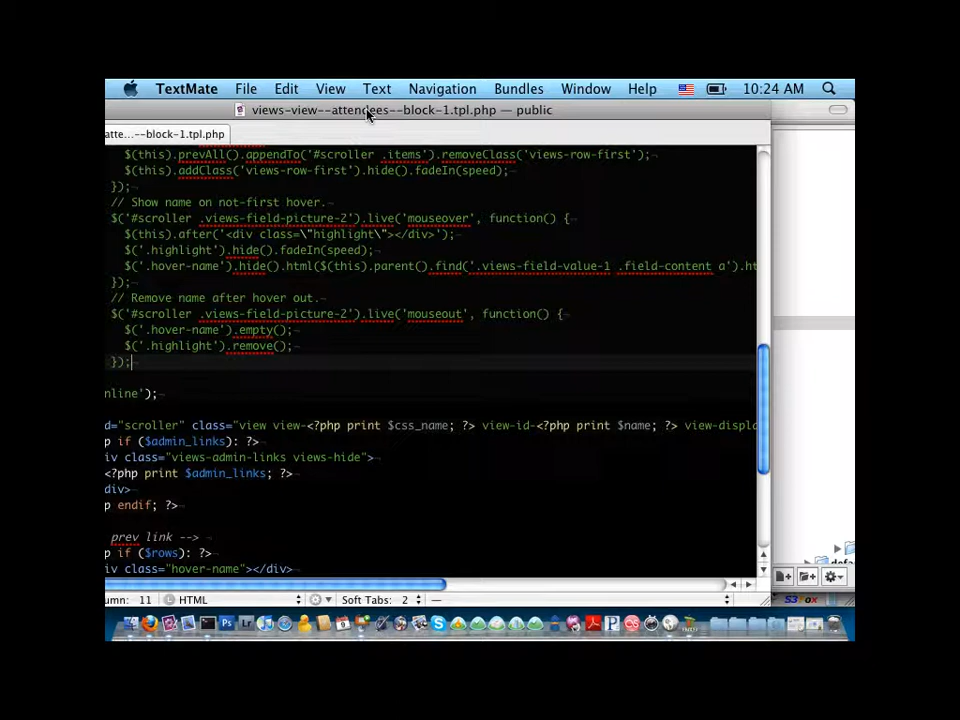 TextMate File Edit View Text Navigation Bundles Window Help 10:24 AM
views-view--attendees--block-1.tpl.php — public
atte...--block-1.tpl.php
$(this).prevAll().appendTo('#scroller .items').removeClass('views-row-first');
$(this).addClass('views-row-first').hide().fadeIn(speed);
});
// Show name on not-first hover.
$('#scroller .views-field-picture-2').live('mouseover', function() {
$(this).after('<div class=\"highlight\"></div>');
$('.highlight').hide().fadeIn(speed);
$('.hover-name').hide().html($(this).parent().find('.views-field-value-1 .field-content a').ht
});
// Remove name after hover out.
$('#scroller .views-field-picture-2').live('mouseout', function() {
$('.hover-name').empty();
$('.highlight').remove();
});
nline');
d="scroller" class="view view-<?php print $css_name; ?> view-id-<?php print $name; ?> view-displa
p if ($admin_links): ?>
iv class="views-admin-links views-hide">
<?php print $admin_links; ?>
div>
p endif; ?>
prev link -->
p if ($rows): ?>
iv class="hover-name"></div>
defa
umn: 11 HTML Soft Tabs: 2 —
S3Fox
Ps Lr 9